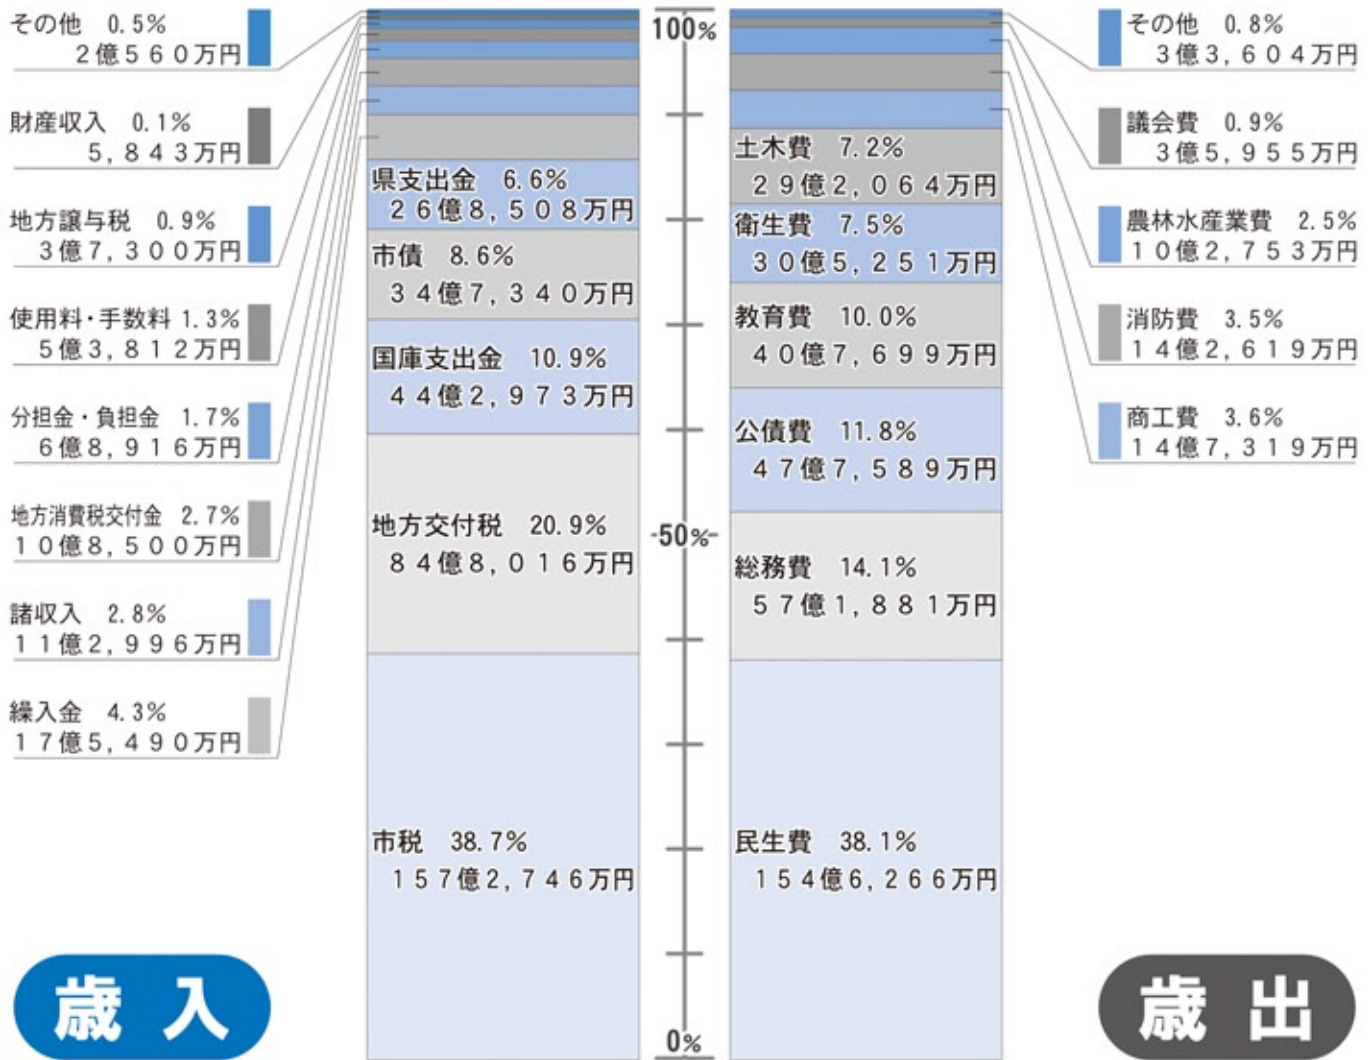 その他 0.5%
2億560万円
財産収入 0.1%
5,843万円
地方譲与税 0.9%
3億7,300万円
使用料・手数料 1.3%
5億3,812万円
分担金・負担金 1.7%
6億8,916万円
地方消費税交付金 2.7%
10億8,500万円
諸収入 2.8%
11億2,996万円
繰入金 4.3%
17億5,490万円
歳入
県支出金 6.6%
26億8,508万円
市債 8.6%
34億7,340万円
国庫支出金 10.9%
44億2,973万円
地方交付税 20.9%
84億8,016万円
市税 38.7%
157億2,746万円
100%
-50%-
0%
土木費 7.2%
29億2,064万円
衛生費 7.5%
30億5,251万円
教育費 10.0%
40億7,699万円
公債費 11.8%
47億7,589万円
総務費 14.1%
57億1,881万円
民生費 38.1%
154億6,266万円
その他 0.8%
3億3,604万円
議会費 0.9%
3億5,955万円
農林水産業費 2.5%
10億2,753万円
消防費 3.5%
14億2,619万円
商工費 3.6%
14億7,319万円
歳出